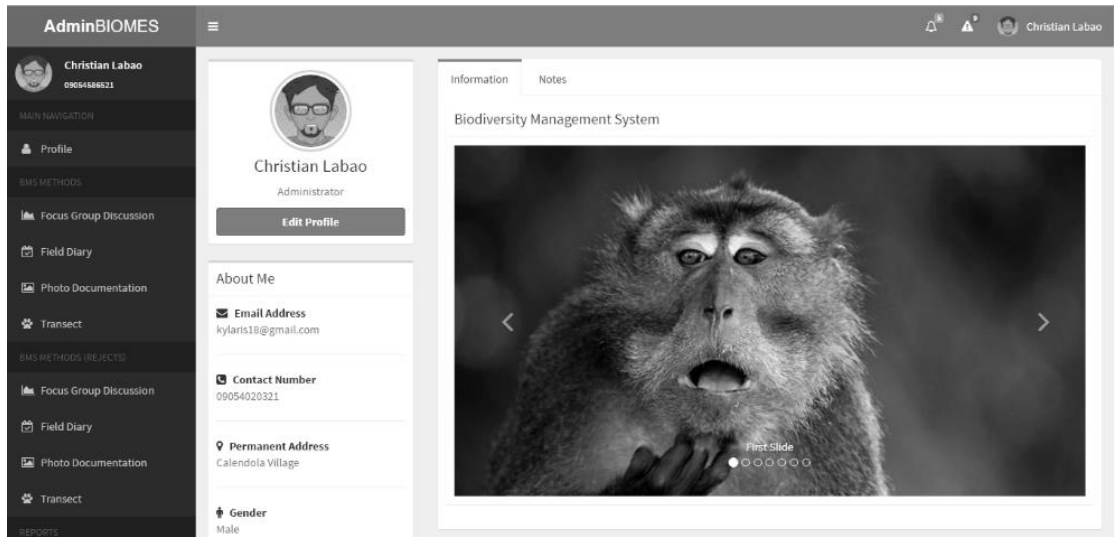 AdminBIOMES
5
9
Christian Labao
Christian Labao
09054586521
MAIN NAVIGATION
Profile
BMS METHODS
Focus Group Discussion
Field Diary
Photo Documentation
Transect
BMS METHODS (REJECTS)
Focus Group Discussion
Field Diary
Photo Documentation
Transect
REPORTS
Christian Labao
Administrator
Edit Profile
About Me
Email Address
kylaris18@gmail.com
Contact Number
09054020321
Permanent Address
Calendola Village
Gender
Male
Information Notes
Biodiversity Management System
First Slide